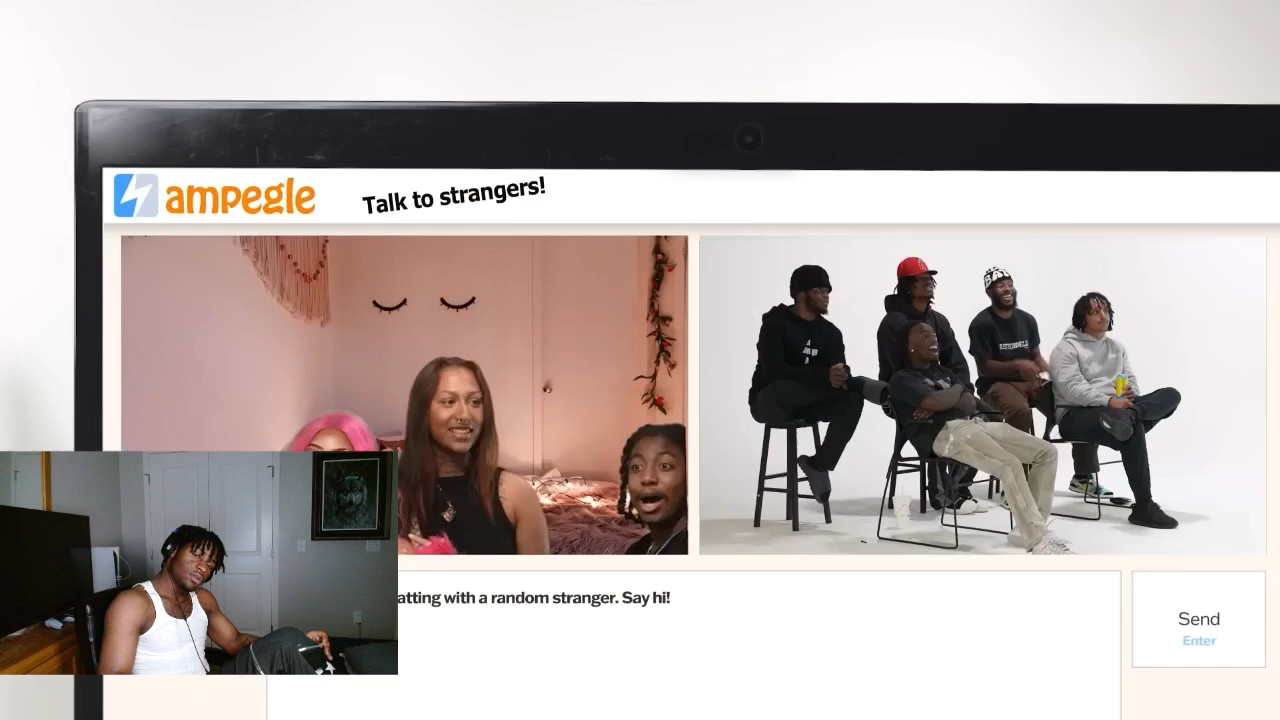 ampegle
Talk to strangers!
atting with a random stranger. Say hi!
Send
Enter